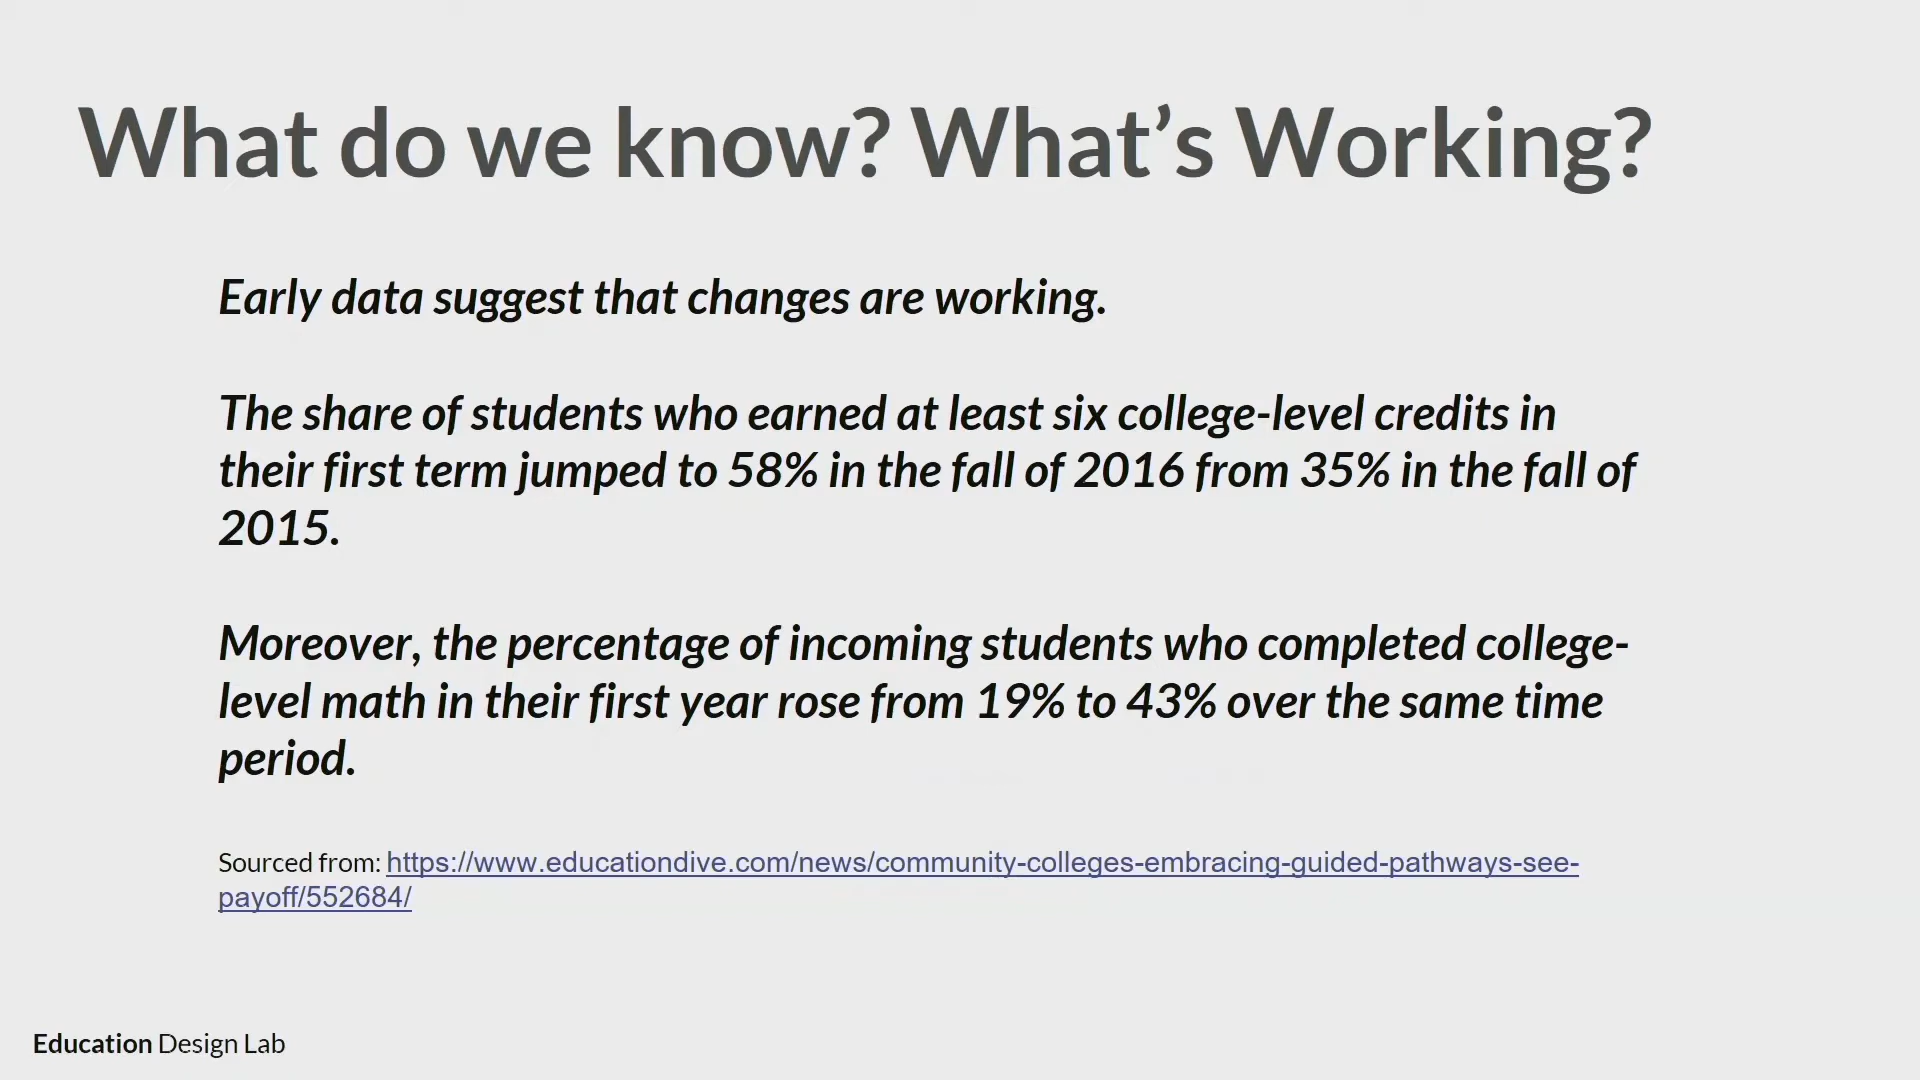 What do we know? What’s Working?
Early data suggest that changes are working.
The share of students who earned at least six college-level credits in
their first term jumped to 58% in the fall of 2016 from 35% in the fall of
2015.
Moreover, the percentage of incoming students who completed college-
level math in their first year rose from 19% to 43% over the same time
period.
Sourced from: https://www.educationdive.com/news/community-colleges-embracing-guided-pathways-see-
payoff/552684/
Education Design Lab